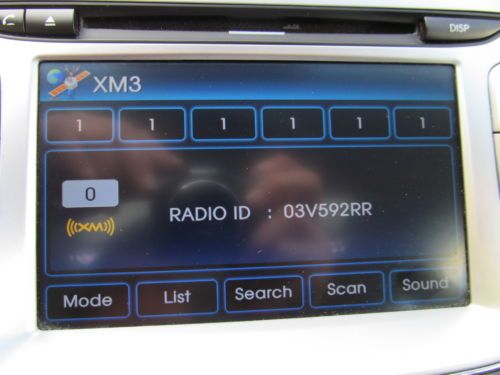 DISP
XM3
1 1 1 1 1 1
0
((XM))
RADIO ID : 03V592RR
Mode List Search Scan Sound